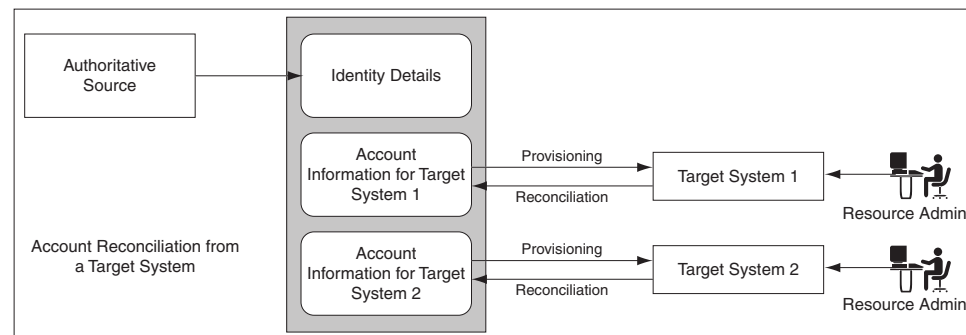 Authoritative
Source
Identity Details
Account
Information for Target
System 1
Provisioning
Reconciliation
Target System 1
Resource Admin
Account Reconciliation from
a Target System
Account
Information for Target
System 2
Provisioning
Reconciliation
Target System 2
Resource Admin